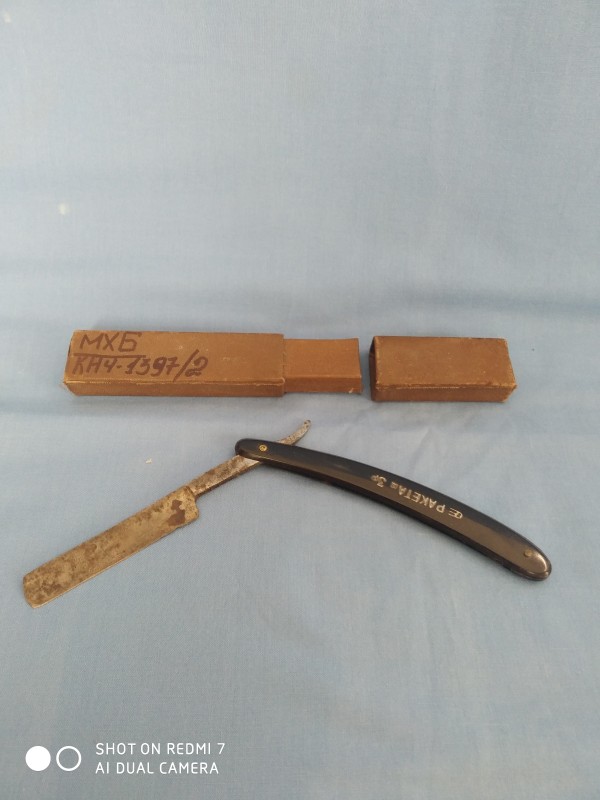 МХБ
КНЧ-1397/2
РАКЕТА
SHOT ON REDMI 7
AI DUAL CAMERA